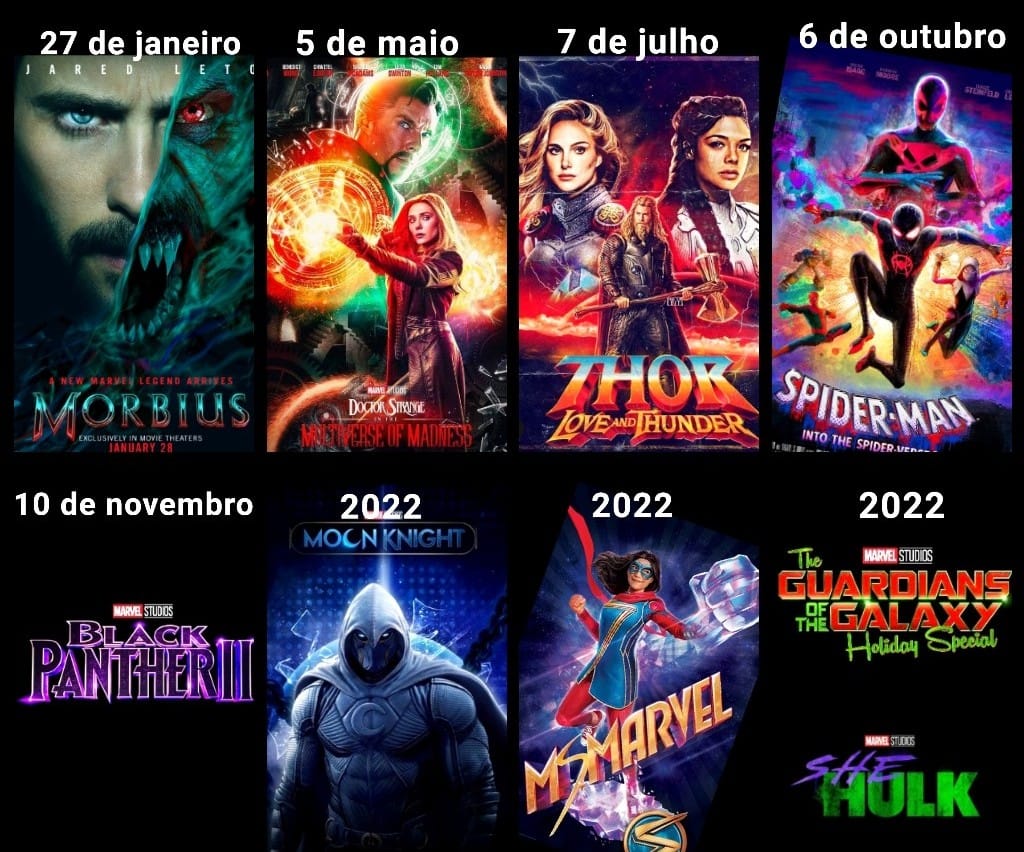 27 de janeiro
JARED LETO
A NEW MARVEL LEGEND ARRIVES
MORBIUS
EXCLUSIVELY IN MOVIE THEATERS
JANUARY 28
5 de maio
MARVEL STUDIOS
DOCTOR STRANGE
IN THE
MULTIVERSE OF MADNESS
7 de julho
THOR
LOVE AND THUNDER
6 de outubro
ISAAC
STEINFELD
SPIDER-MAN
INTO THE SPIDER-VERSE
10 de novembro
MARVEL STUDIOS
BLACK
PANTHER II
2022
MOON KNIGHT
2022
MS MARVEL
2022
MARVEL STUDIOS
The
GUARDIANS
OF THE GALAXY
Holiday Special
MARVEL STUDIOS
SHE
HULK